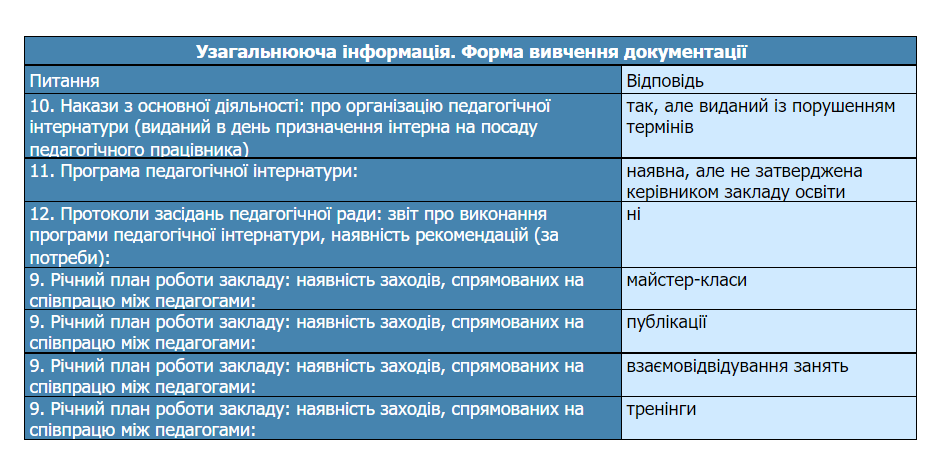 Узагальнююча інформація. Форма вивчення документації
Питання Відповідь
10. Накази з основної діяльності: про організацію педагогічної
інтернатури (виданий в день призначення інтерна на посаду
педагогічного працівника)
так, але виданий із порушенням
термінів
11. Програма педагогічної інтернатури:
наявна, але не затверджена
керівником закладу освіти
12. Протоколи засідань педагогічної ради: звіт про виконання
програми педагогічної інтернатури, наявність рекомендацій (за
потреби):
ні
9. Річний план роботи закладу: наявність заходів, спрямованих на
співпрацю між педагогами:
майстер-класи
9. Річний план роботи закладу: наявність заходів, спрямованих на
співпрацю між педагогами:
публікації
9. Річний план роботи закладу: наявність заходів, спрямованих на
співпрацю між педагогами:
взаємовідвідування занять
9. Річний план роботи закладу: наявність заходів, спрямованих на
співпрацю між педагогами:
тренінги